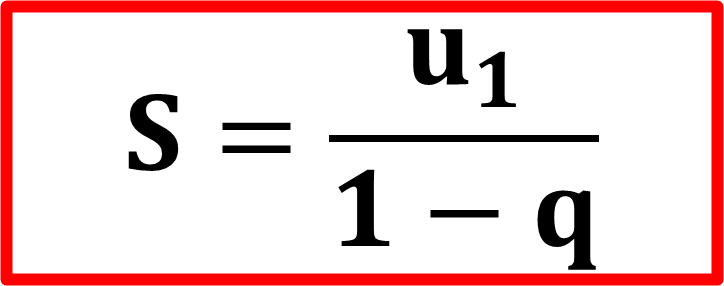 S = u₁ / (1 − q)